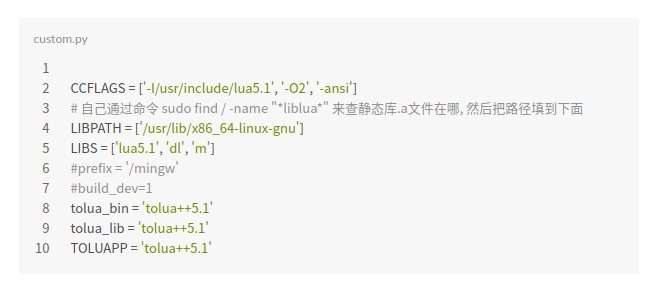 custom.py
1
2 CCFLAGS = ['-I/usr/include/lua5.1', '-O2', '-ansi']
3 # 自己通过命令 sudo find / -name "*liblua*" 来查静态库.a文件在哪, 然后把路径填到下面
4 LIBPATH = ['/usr/lib/x86_64-linux-gnu']
5 LIBS = ['lua5.1', 'dl', 'm']
6 #prefix = '/mingw'
7 #build_dev=1
8 tolua_bin = 'tolua++5.1'
9 tolua_lib = 'tolua++5.1'
10 TOLUAPP = 'tolua++5.1'